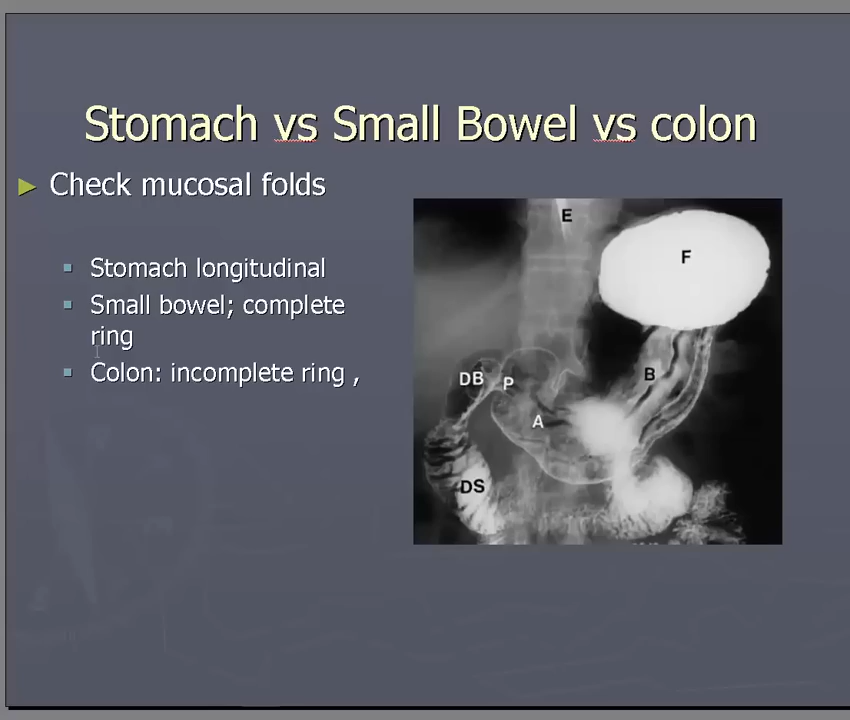 Stomach vs Small Bowel vs colon
Check mucosal folds
Stomach longitudinal
Small bowel; complete
ring
Colon: incomplete ring ,
E
F
DB
P
B
A
DS